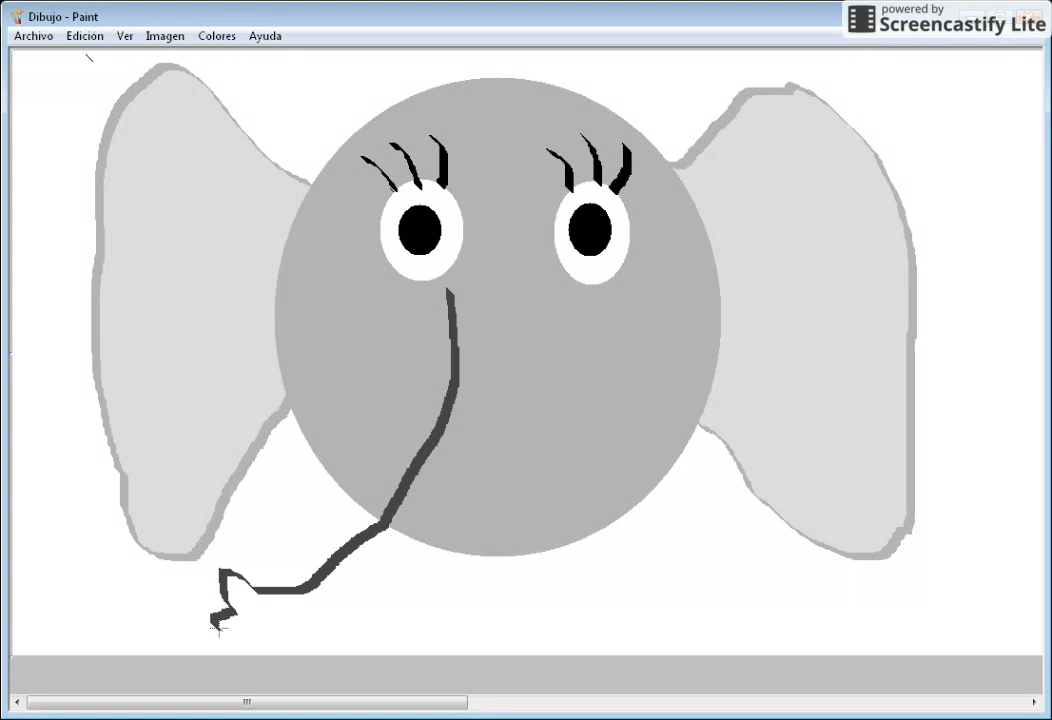 Dibujo - Paint
powered by
Screencastify Lite
Archivo Edición Ver Imagen Colores Ayuda